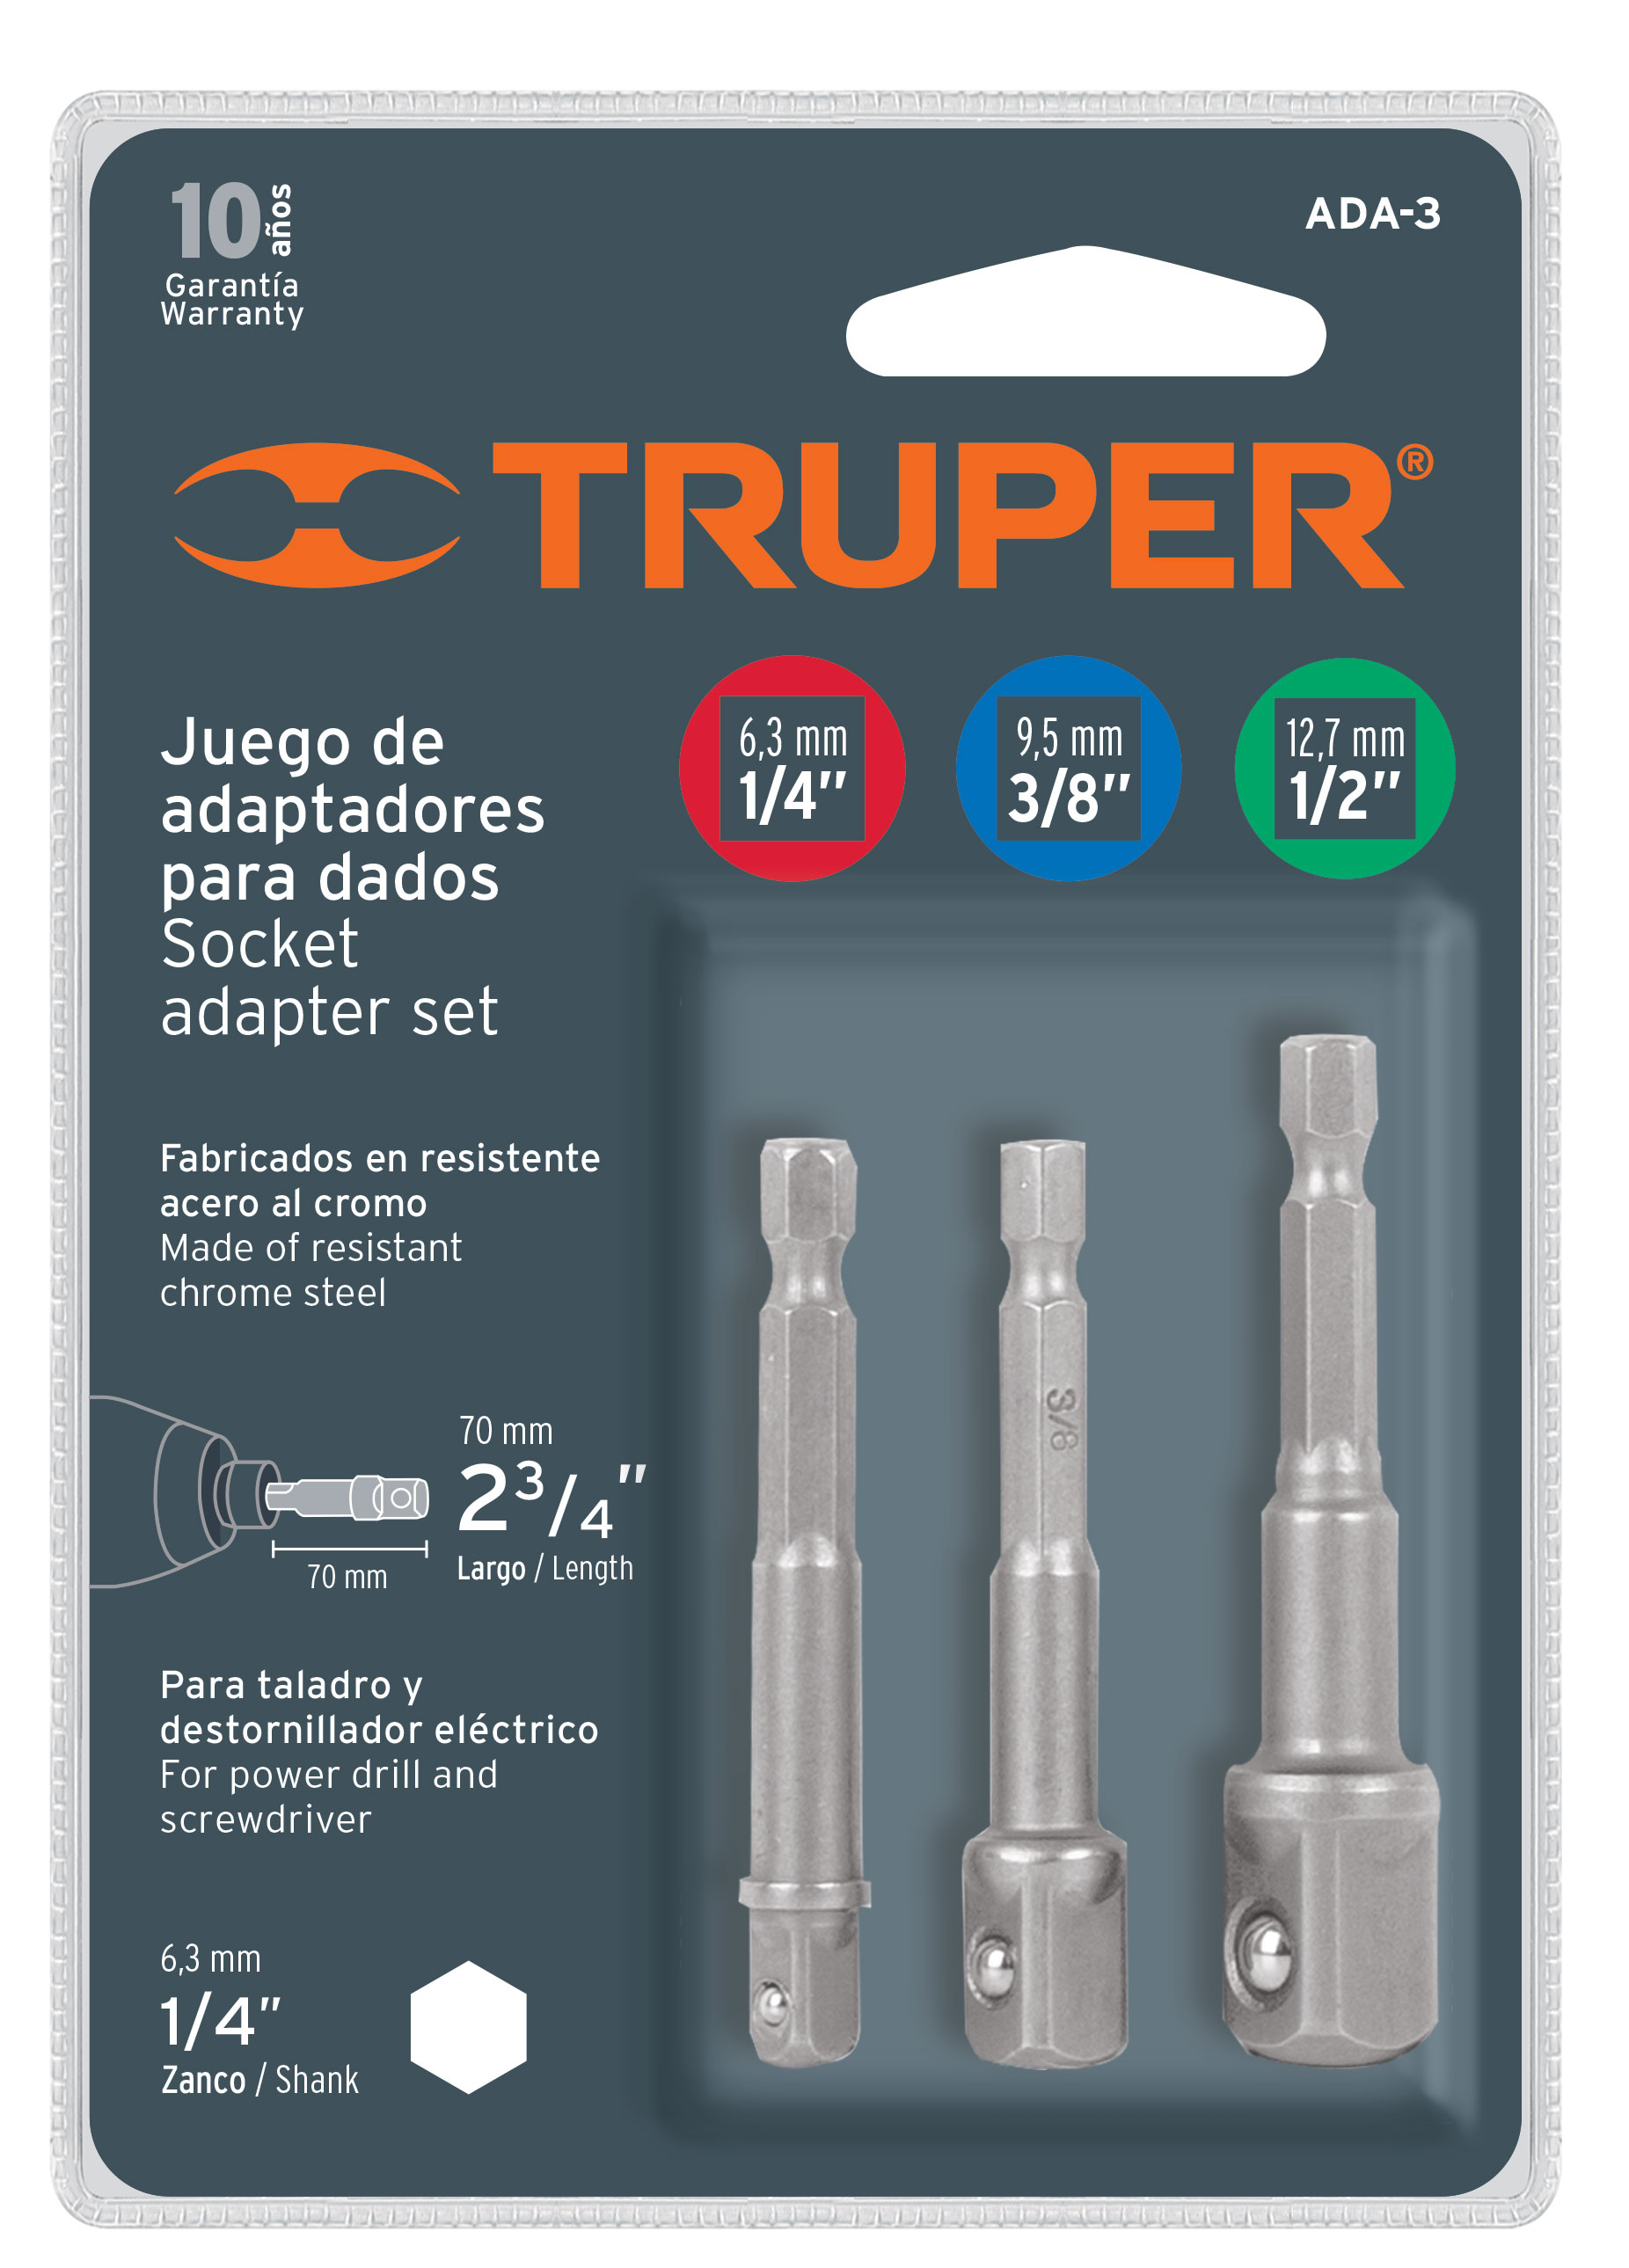 10 años
Garantía
Warranty
ADA-3
TRUPER®
6,3 mm
1/4"
9,5 mm
3/8"
12,7 mm
1/2"
Juego de
adaptadores
para dados
Socket
adapter set
Fabricados en resistente
acero al cromo
Made of resistant
chrome steel
70 mm
2 3/4"
Largo / Length
70 mm
Para taladro y
destornillador eléctrico
For power drill and
screwdriver
6,3 mm
1/4"
Zanco / Shank
3/8